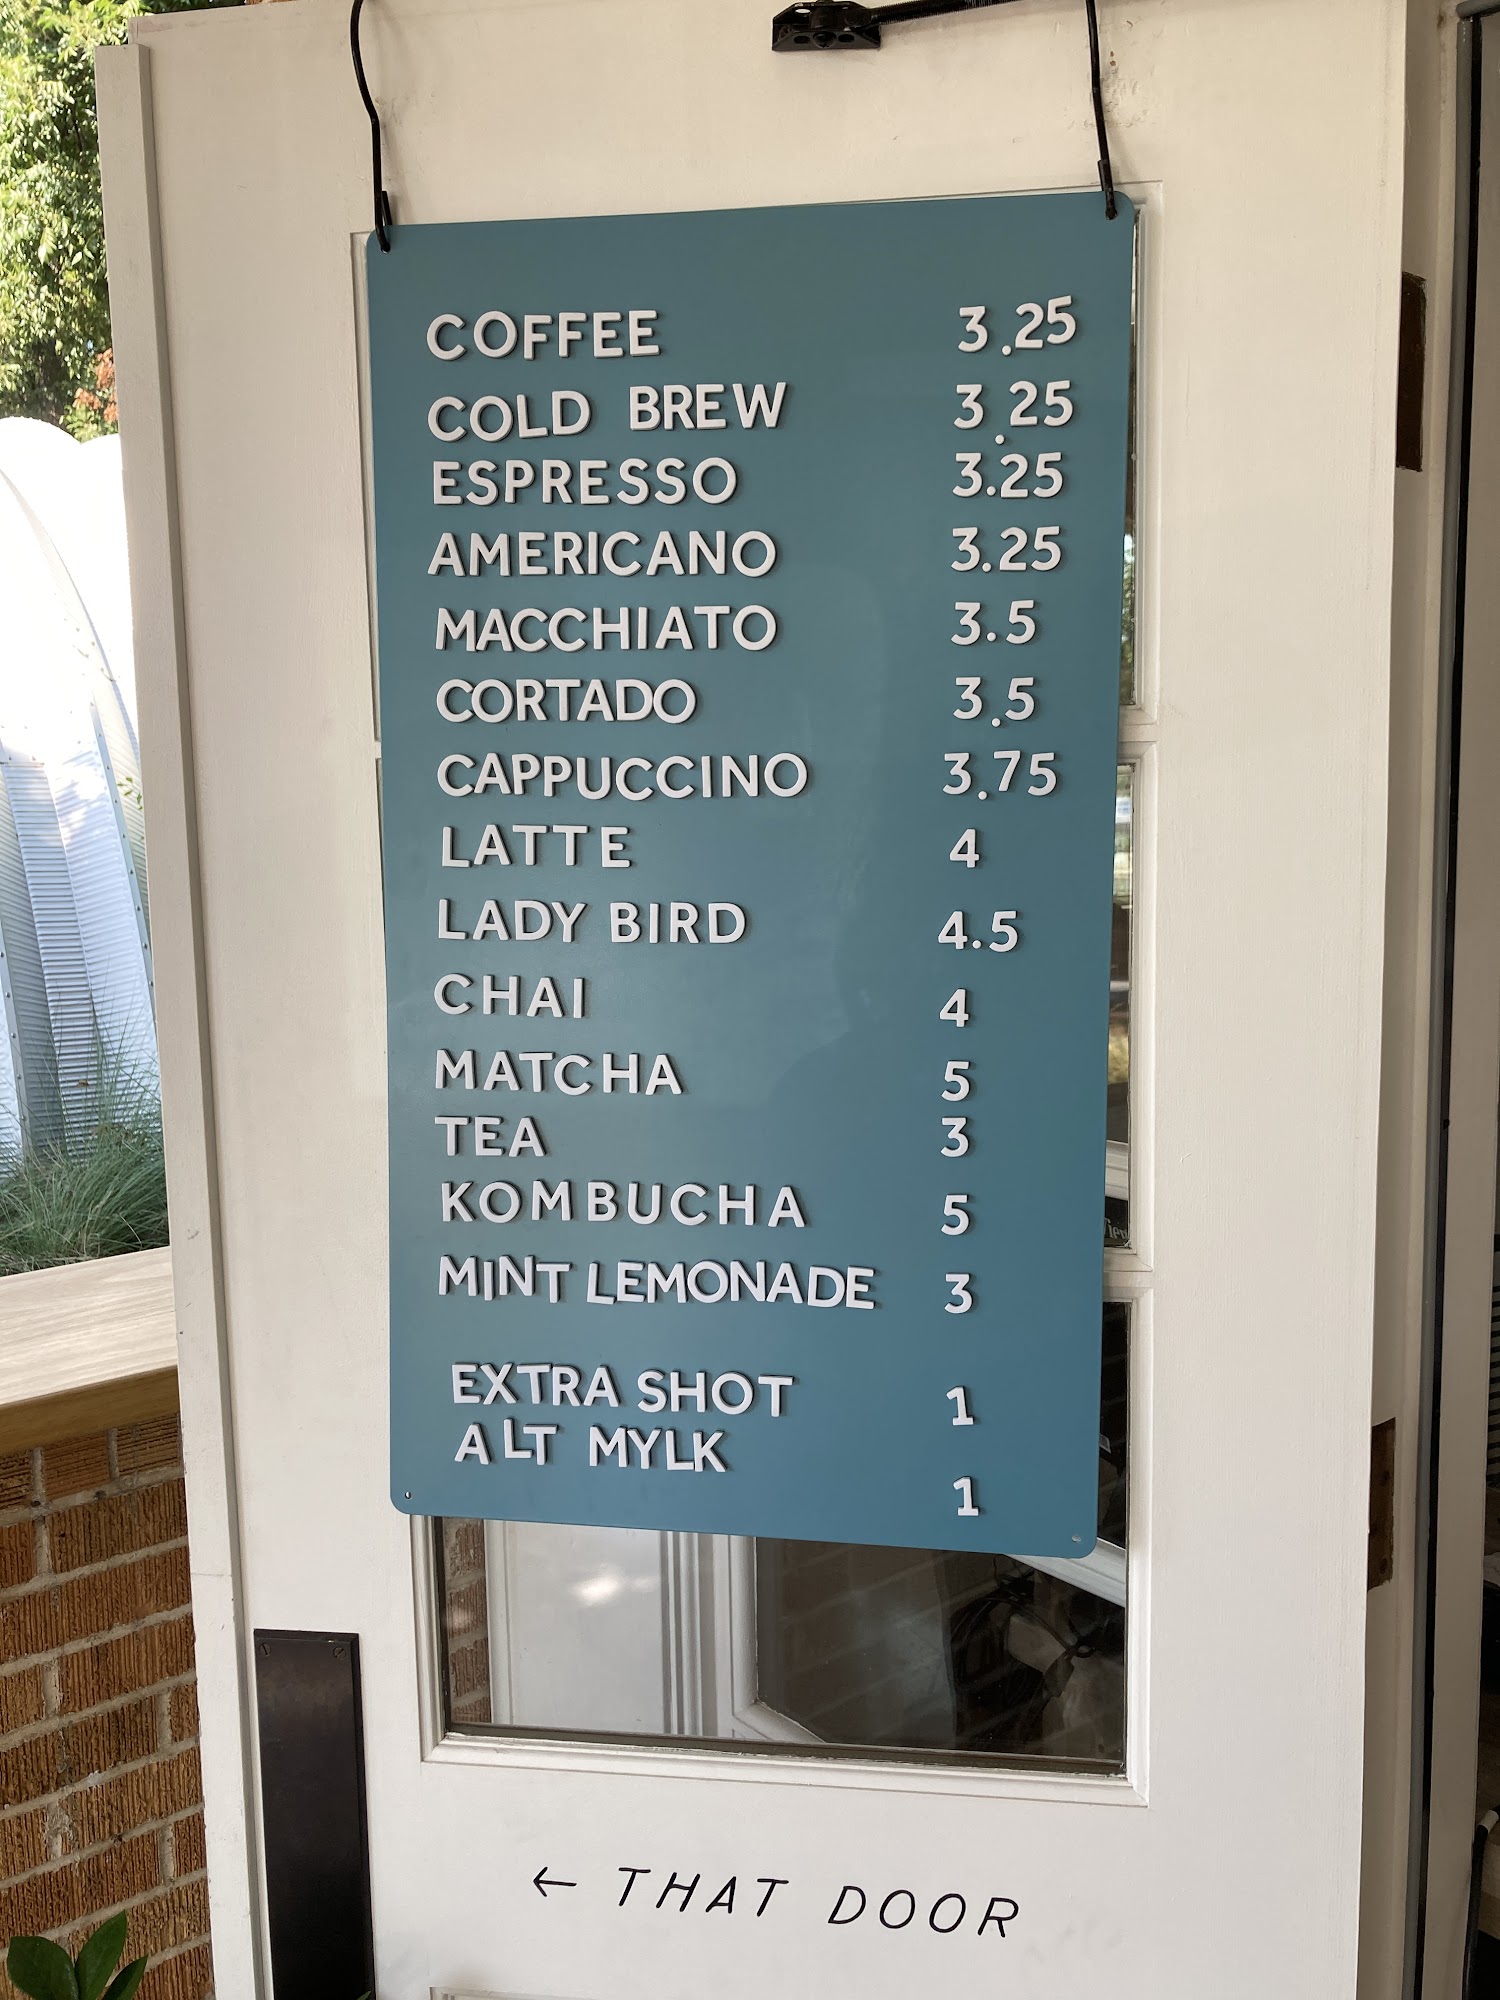 COFFEE 3.25
COLD BREW 3.25
ESPRESSO 3.25
AMERICANO 3.25
MACCHIATO 3.5
CORTADO 3.5
CAPPUCCINO 3.75
LATTE 4
LADY BIRD 4.5
CHAI 4
MATCHA 5
TEA 3
KOMBUCHA 5
MINT LEMONADE 3
EXTRA SHOT 1
ALT MYLK 1
← THAT DOOR